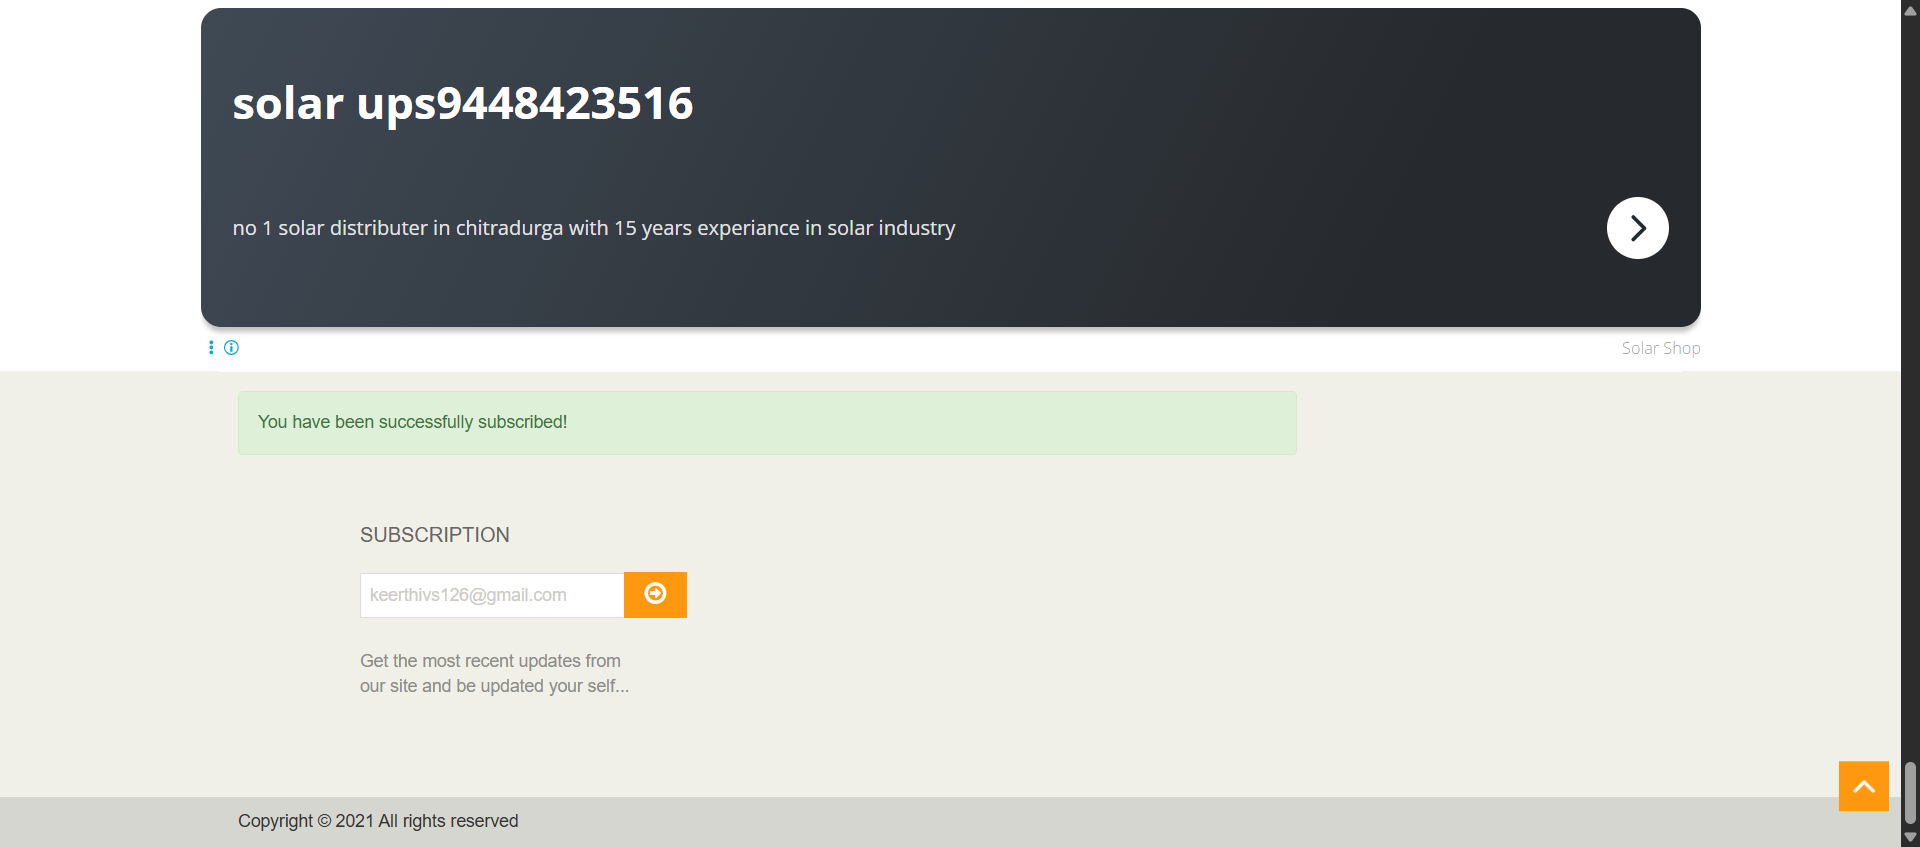 solar ups9448423516
no 1 solar distributer in chitradurga with 15 years experiance in solar industry
Solar Shop
You have been successfully subscribed!
SUBSCRIPTION
keerthivs126@gmail.com
Get the most recent updates from
our site and be updated your self...
Copyright © 2021 All rights reserved